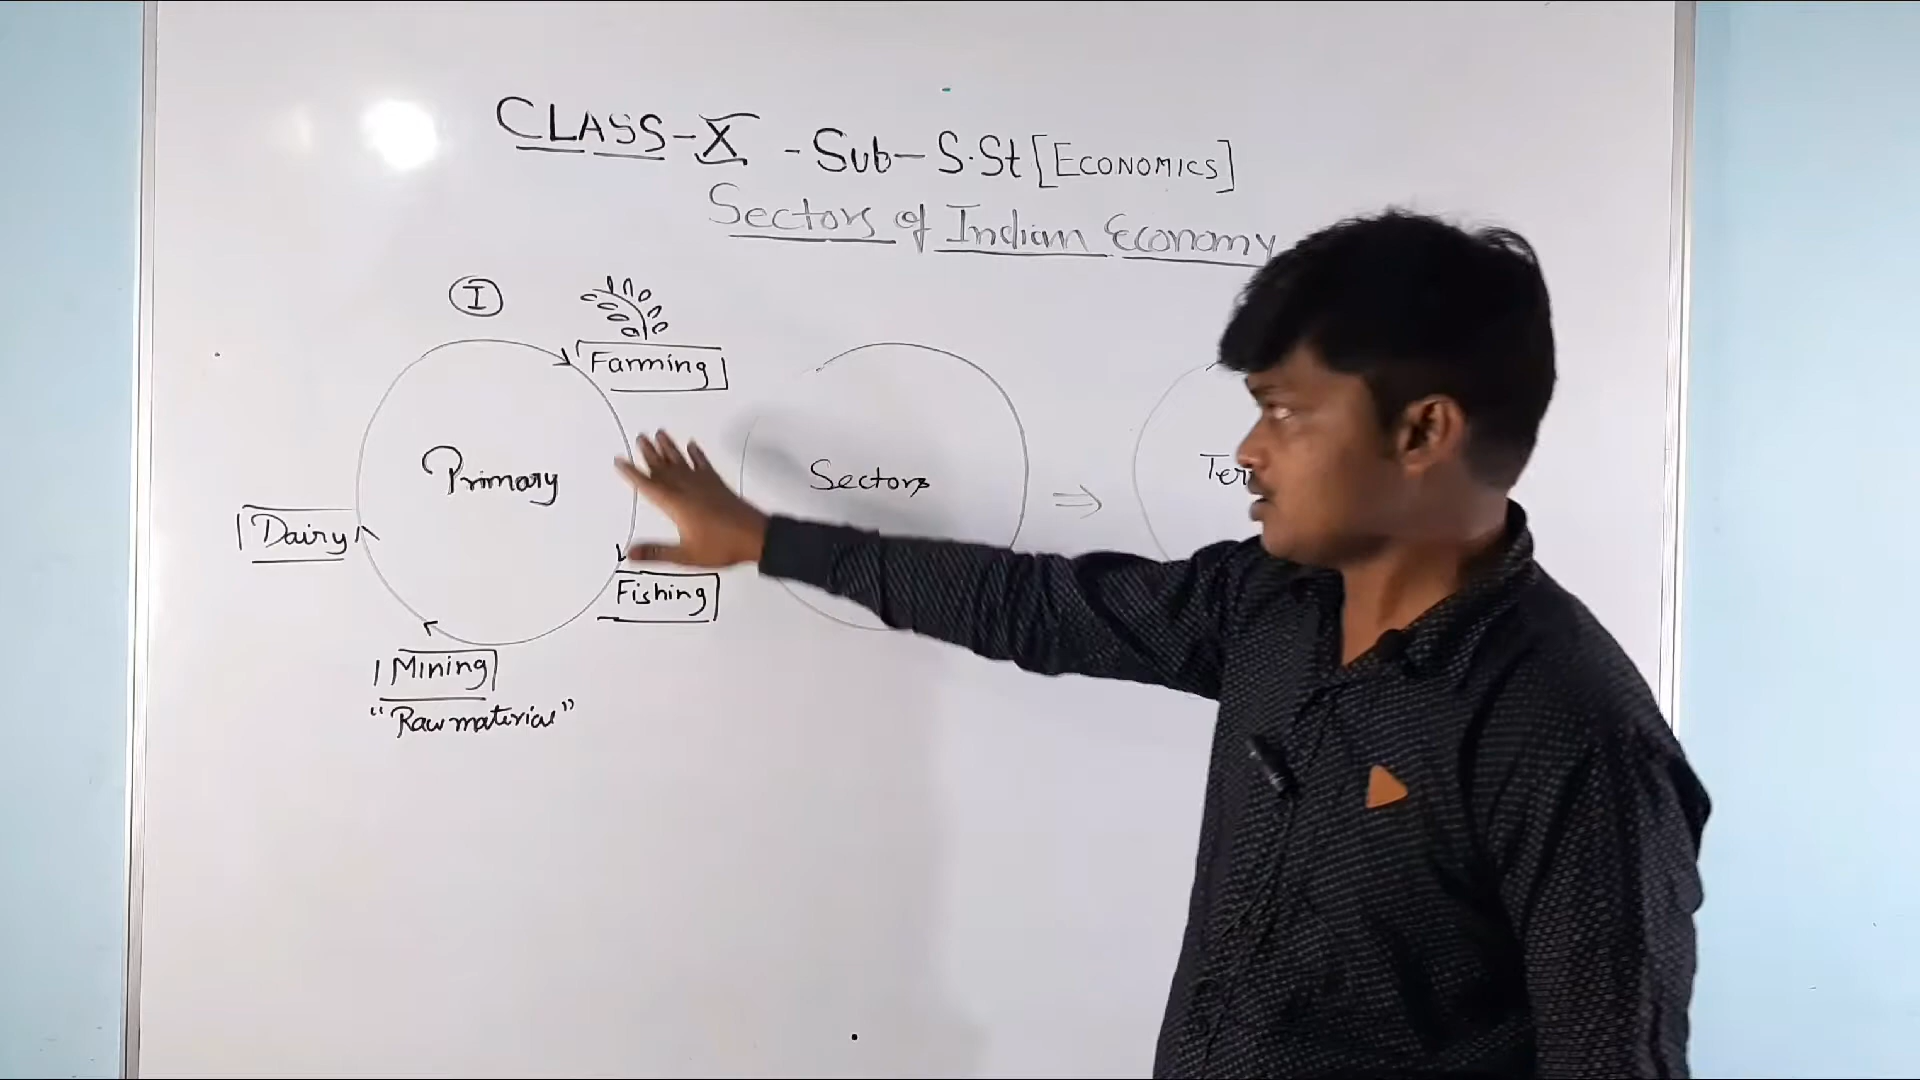 CLASS-X - Sub- S.St [ECONOMICS]
Sectors of Indian Economy
I
Farming
Primary
Sectors
⇒
Dairy
Fishing
Mining
"Raw material"